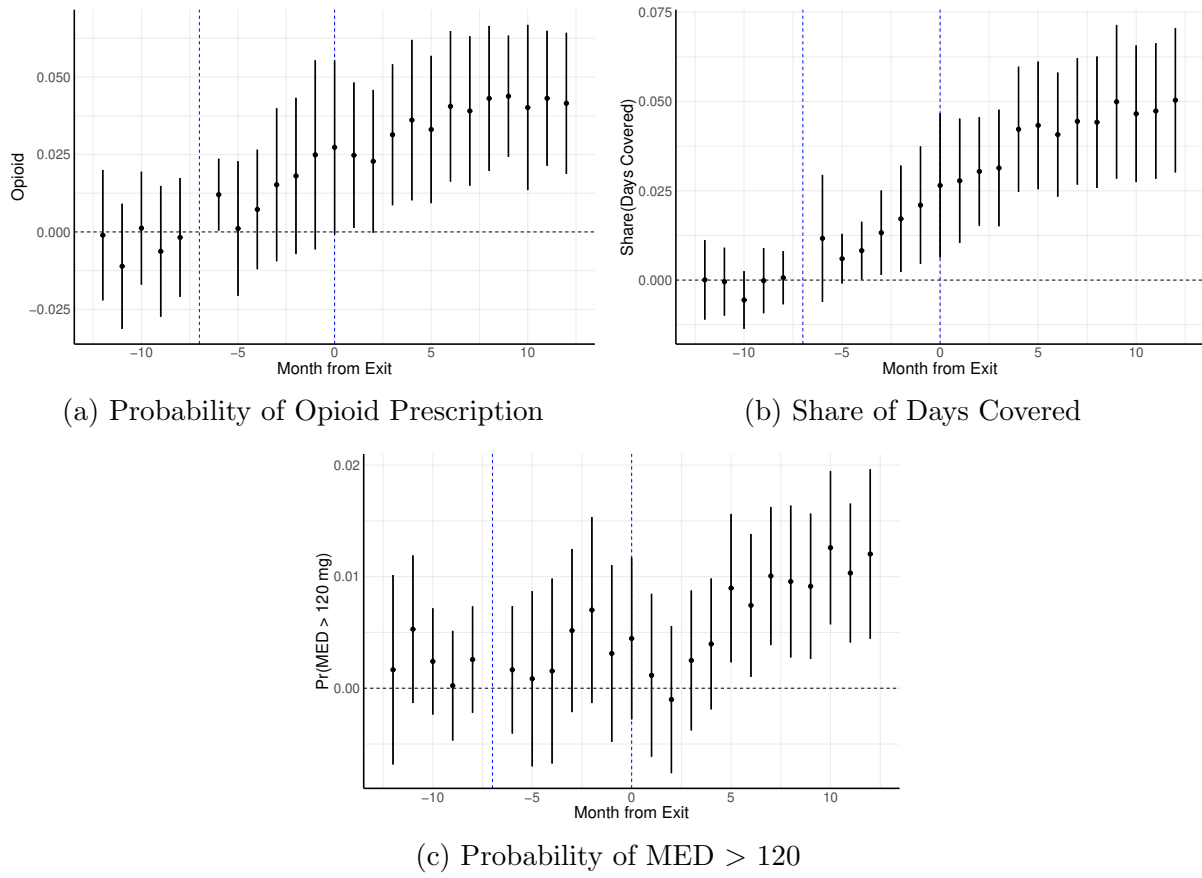 0.050
0.025
0.000
−0.025
Opioid
−10
−5
0
5
10
Month from Exit
(a) Probability of Opioid Prescription
0.075
0.050
0.025
0.000
Share(Days Covered)
−10
−5
0
5
10
Month from Exit
(b) Share of Days Covered
0.02
0.01
0.00
Pr(MED > 120 mg)
−10
−5
0
5
10
Month from Exit
(c) Probability of MED > 120